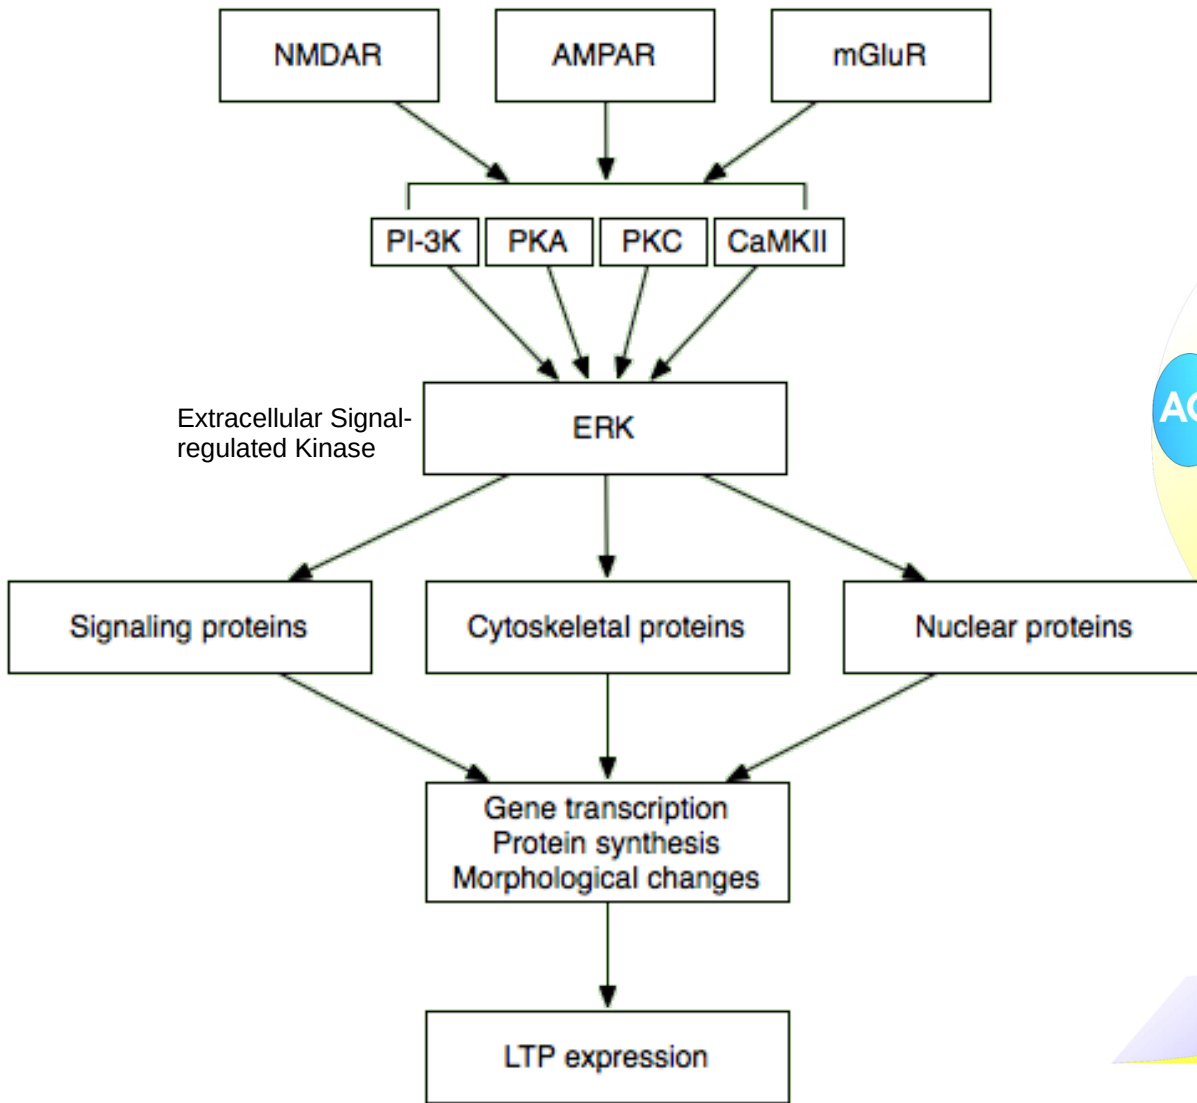 NMDAR
AMPAR
mGluR
PI-3K
PKA
PKC
CaMKII
Extracellular Signal-
regulated Kinase
ERK
Signaling proteins
Cytoskeletal proteins
Nuclear proteins
Gene transcription
Protein synthesis
Morphological changes
LTP expression